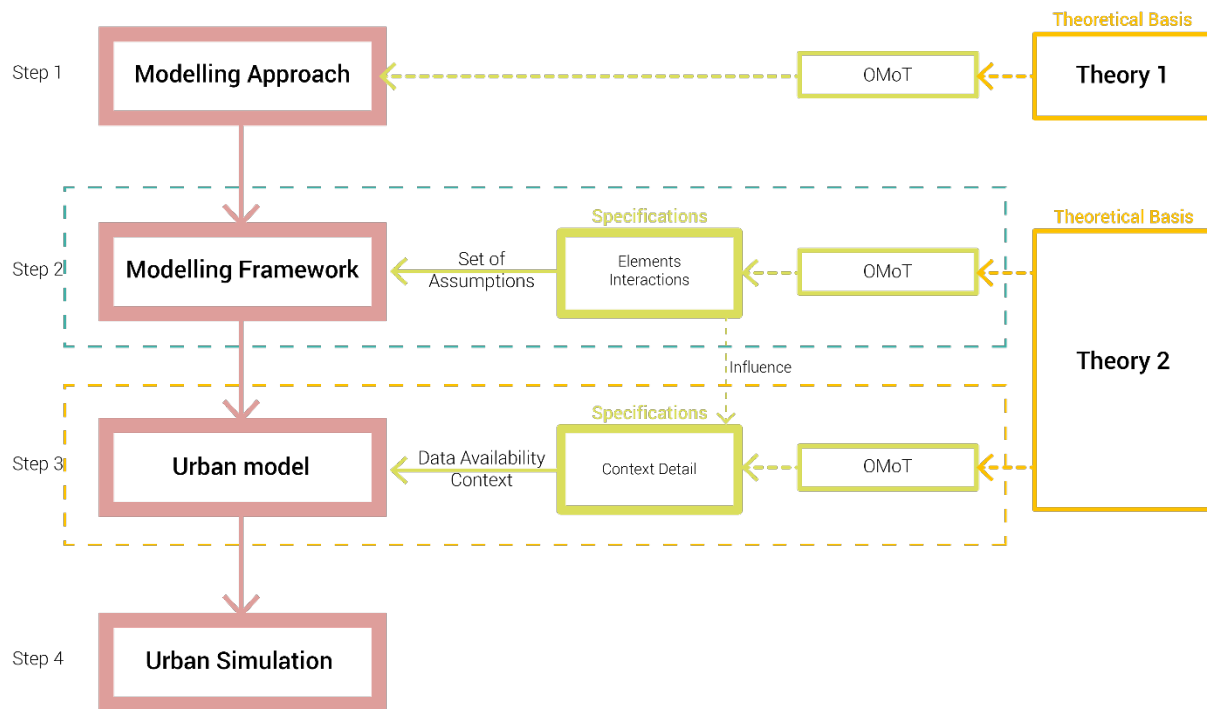 Theoretical Basis
Step 1
Modelling Approach
OMoT
Theory 1
Specifications
Theoretical Basis
Step 2
Modelling Framework
Set of
Assumptions
Elements
Interactions
OMoT
Theory 2
Influence
Specifications
Step 3
Urban model
Data Availability
Context
Context Detail
OMoT
Step 4
Urban Simulation